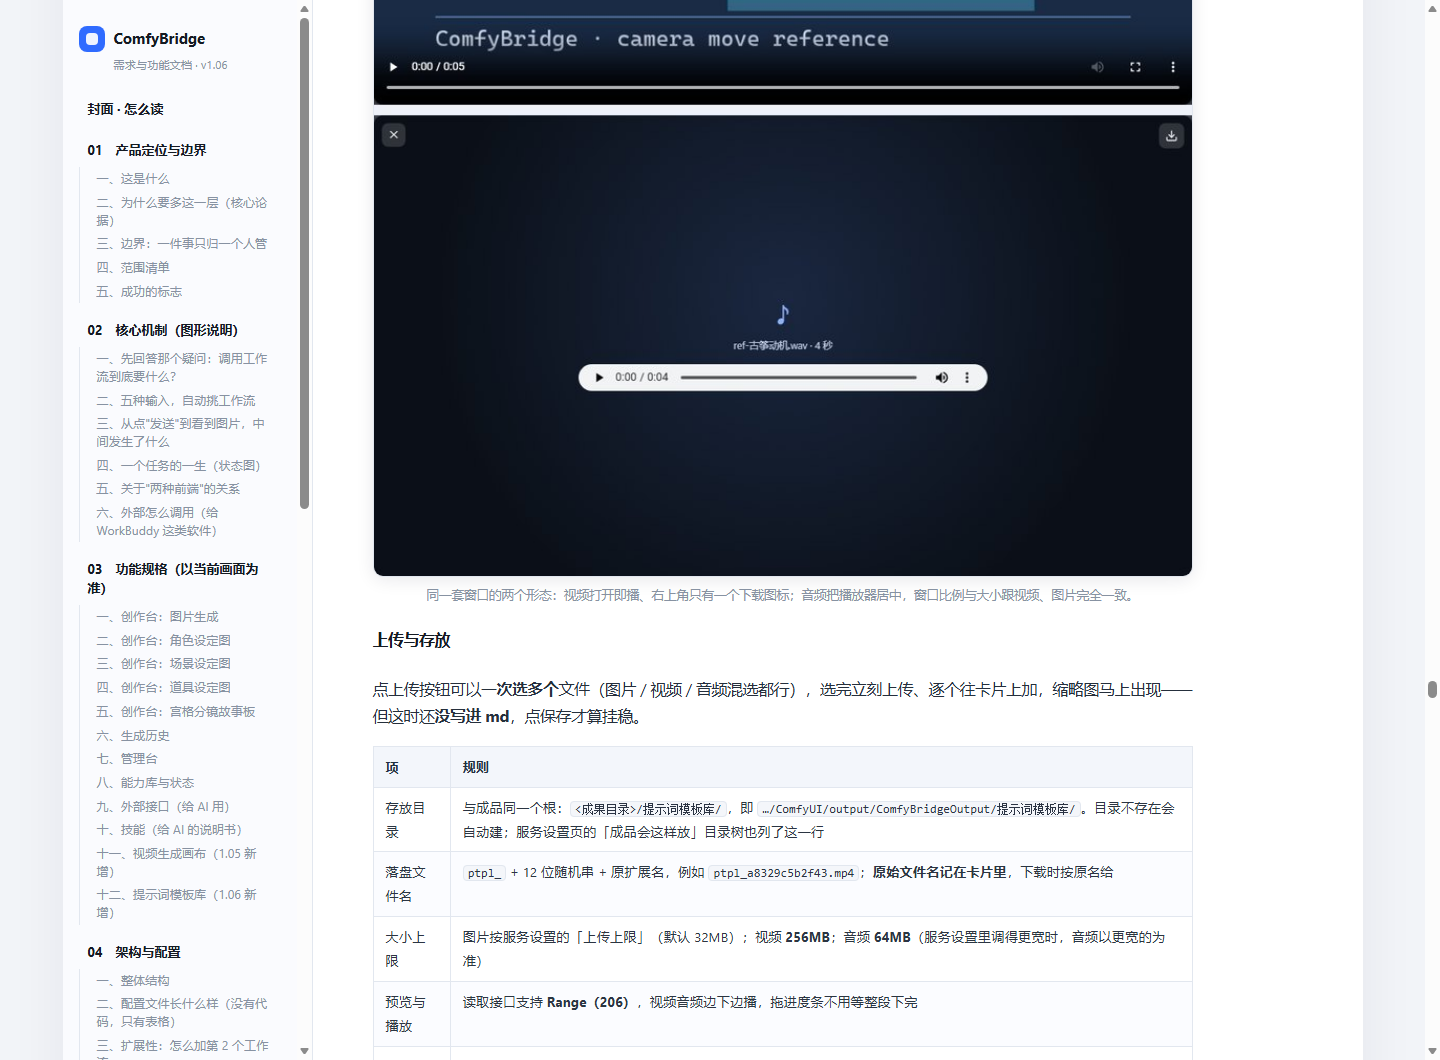 ComfyBridge
需求与功能文档 · v1.06
封面 · 怎么读
01 产品定位与边界
一、这是什么
二、为什么要多这一层（核心论
据）
三、边界：一件事只归一个人管
四、范围清单
五、成功的标志
02 核心机制（图形说明）
一、先回答那个疑问：调用工作
流到底要什么？
二、五种输入，自动挑工作流
三、从点"发送"到看到图片，中
间发生了什么
四、一个任务的一生（状态图）
五、关于"两种前端"的关系
六、外部怎么调用（给
WorkBuddy 这类软件）
03 功能规格（以当前画面为
准）
一、创作台：图片生成
二、创作台：角色设定图
三、创作台：场景设定图
四、创作台：道具设定图
五、创作台：宫格分镜故事板
六、生成历史
七、管理台
八、能力库与状态
九、外部接口（给 AI 用）
十、技能（给 AI 的说明书）
十一、视频生成画布（1.05 新
增）
十二、提示词模板库（1.06 新
增）
04 架构与配置
一、整体结构
二、配置文件长什么样（没有代
码，只有表格）
三、扩展性：怎么加第 2 个工作
ComfyBridge · camera move reference
0:00 / 0:05
ref-古筝动机.wav · 4 秒
0:00 / 0:04
同一套窗口的两个形态：视频打开即播、右上角只有一个下载图标；音频把播放器居中，窗口比例与大小跟视频、图片完全一致。
上传与存放
点上传按钮可以一次选多个文件（图片 / 视频 / 音频混选都行），选完立刻上传、逐个往卡片上加，缩略图马上出现——
但这时还没写进 md，点保存才算挂稳。
项 规则
存放目录 与成品同一个根：<成果目录>/提示词模板库/，即 …/ComfyUI/output/ComfyBridgeOutput/提示词模板库/。目录不存在会
自动建；服务设置页的「成品会这样放」目录树也列了这一行
落盘文件名 ptpl_ + 12 位随机串 + 原扩展名，例如 ptpl_a8329c5b2f43.mp4；原始文件名记在卡片里，下载时按原名给
大小上限 图片按服务设置的「上传上限」（默认 32MB）；视频 256MB；音频 64MB（服务设置里调得更宽时，音频以更宽的为
准）
预览与播放 读取接口支持 Range（206），视频音频边下边播，拖进度条不用等整段下完